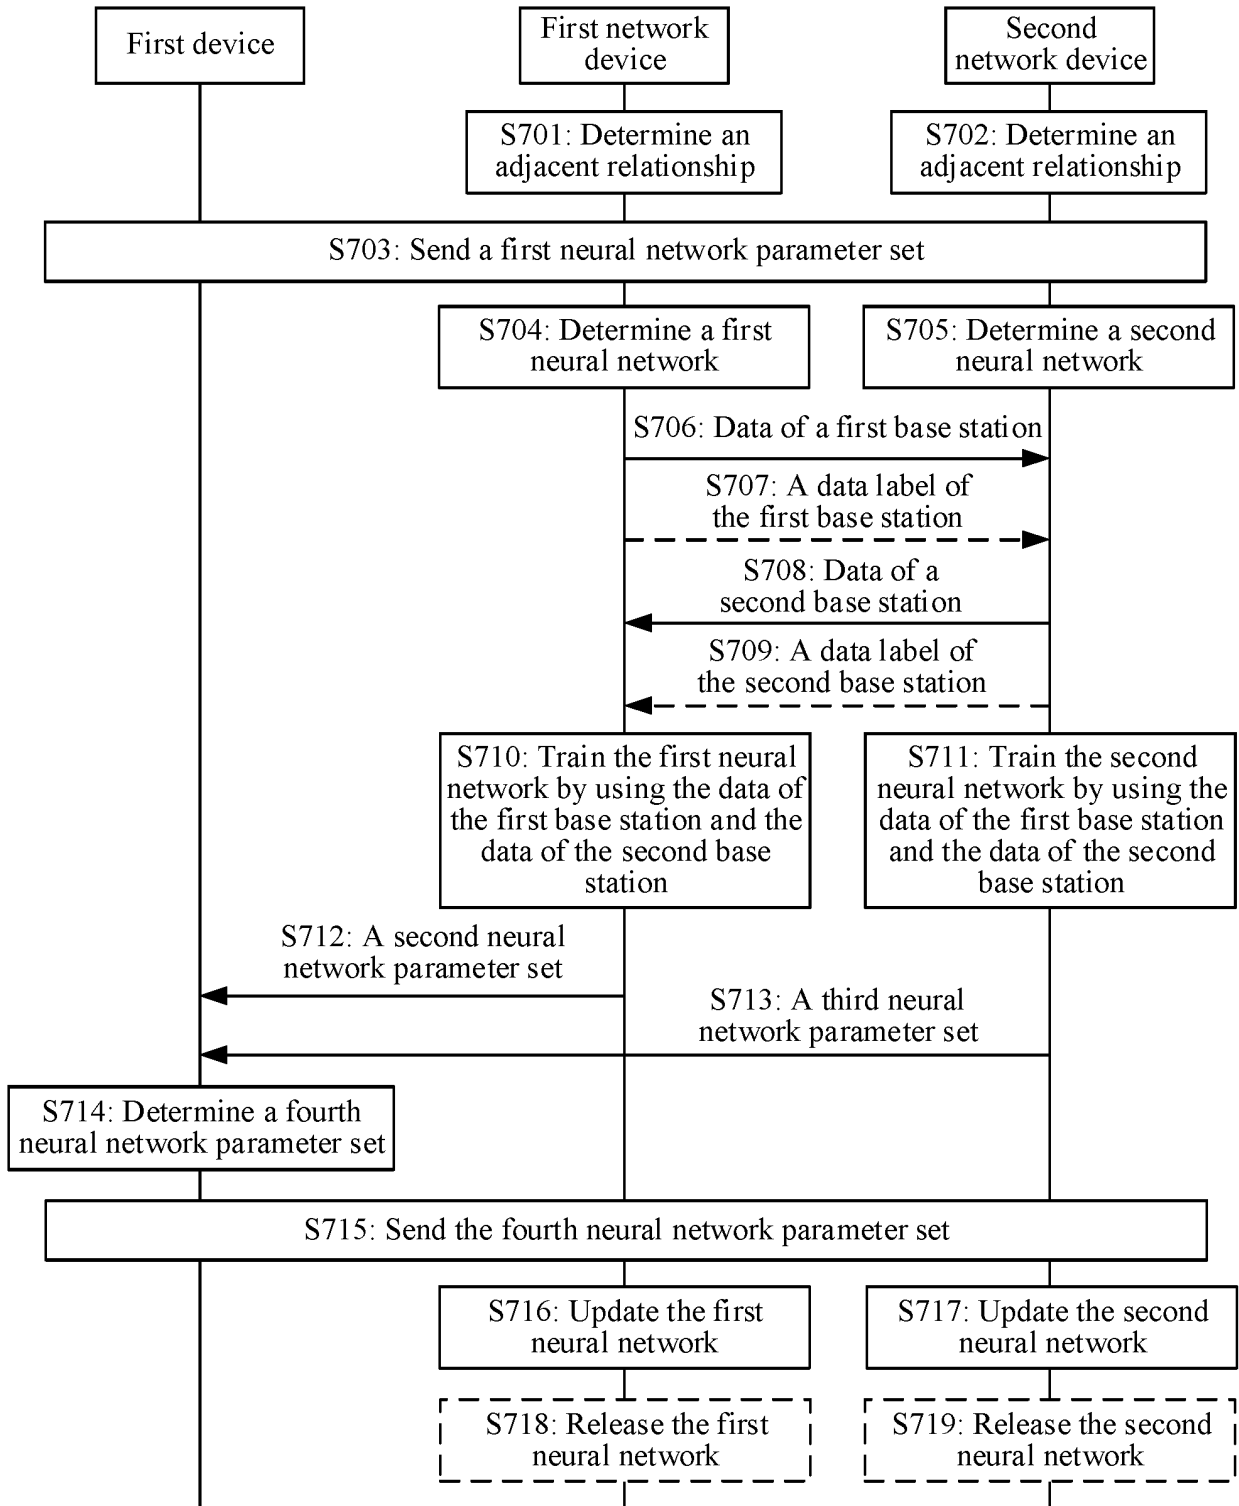 First device
First network
device
Second
network device
S701: Determine an
adjacent relationship
S702: Determine an
adjacent relationship
S703: Send a first neural network parameter set
S704: Determine a first
neural network
S705: Determine a second
neural network
S706: Data of a first base station
S707: A data label of
the first base station
S708: Data of a
second base station
S709: A data label of
the second base station
S710: Train the first neural
network by using the data of
the first base station and the
data of the second base
station
S711: Train the second
neural network by using the
data of the first base station
and the data of the second
base station
S712: A second neural
network parameter set
S713: A third neural
network parameter set
S714: Determine a fourth
neural network parameter set
S715: Send the fourth neural network parameter set
S716: Update the first
neural network
S717: Update the second
neural network
S718: Release the first
neural network
S719: Release the second
neural network